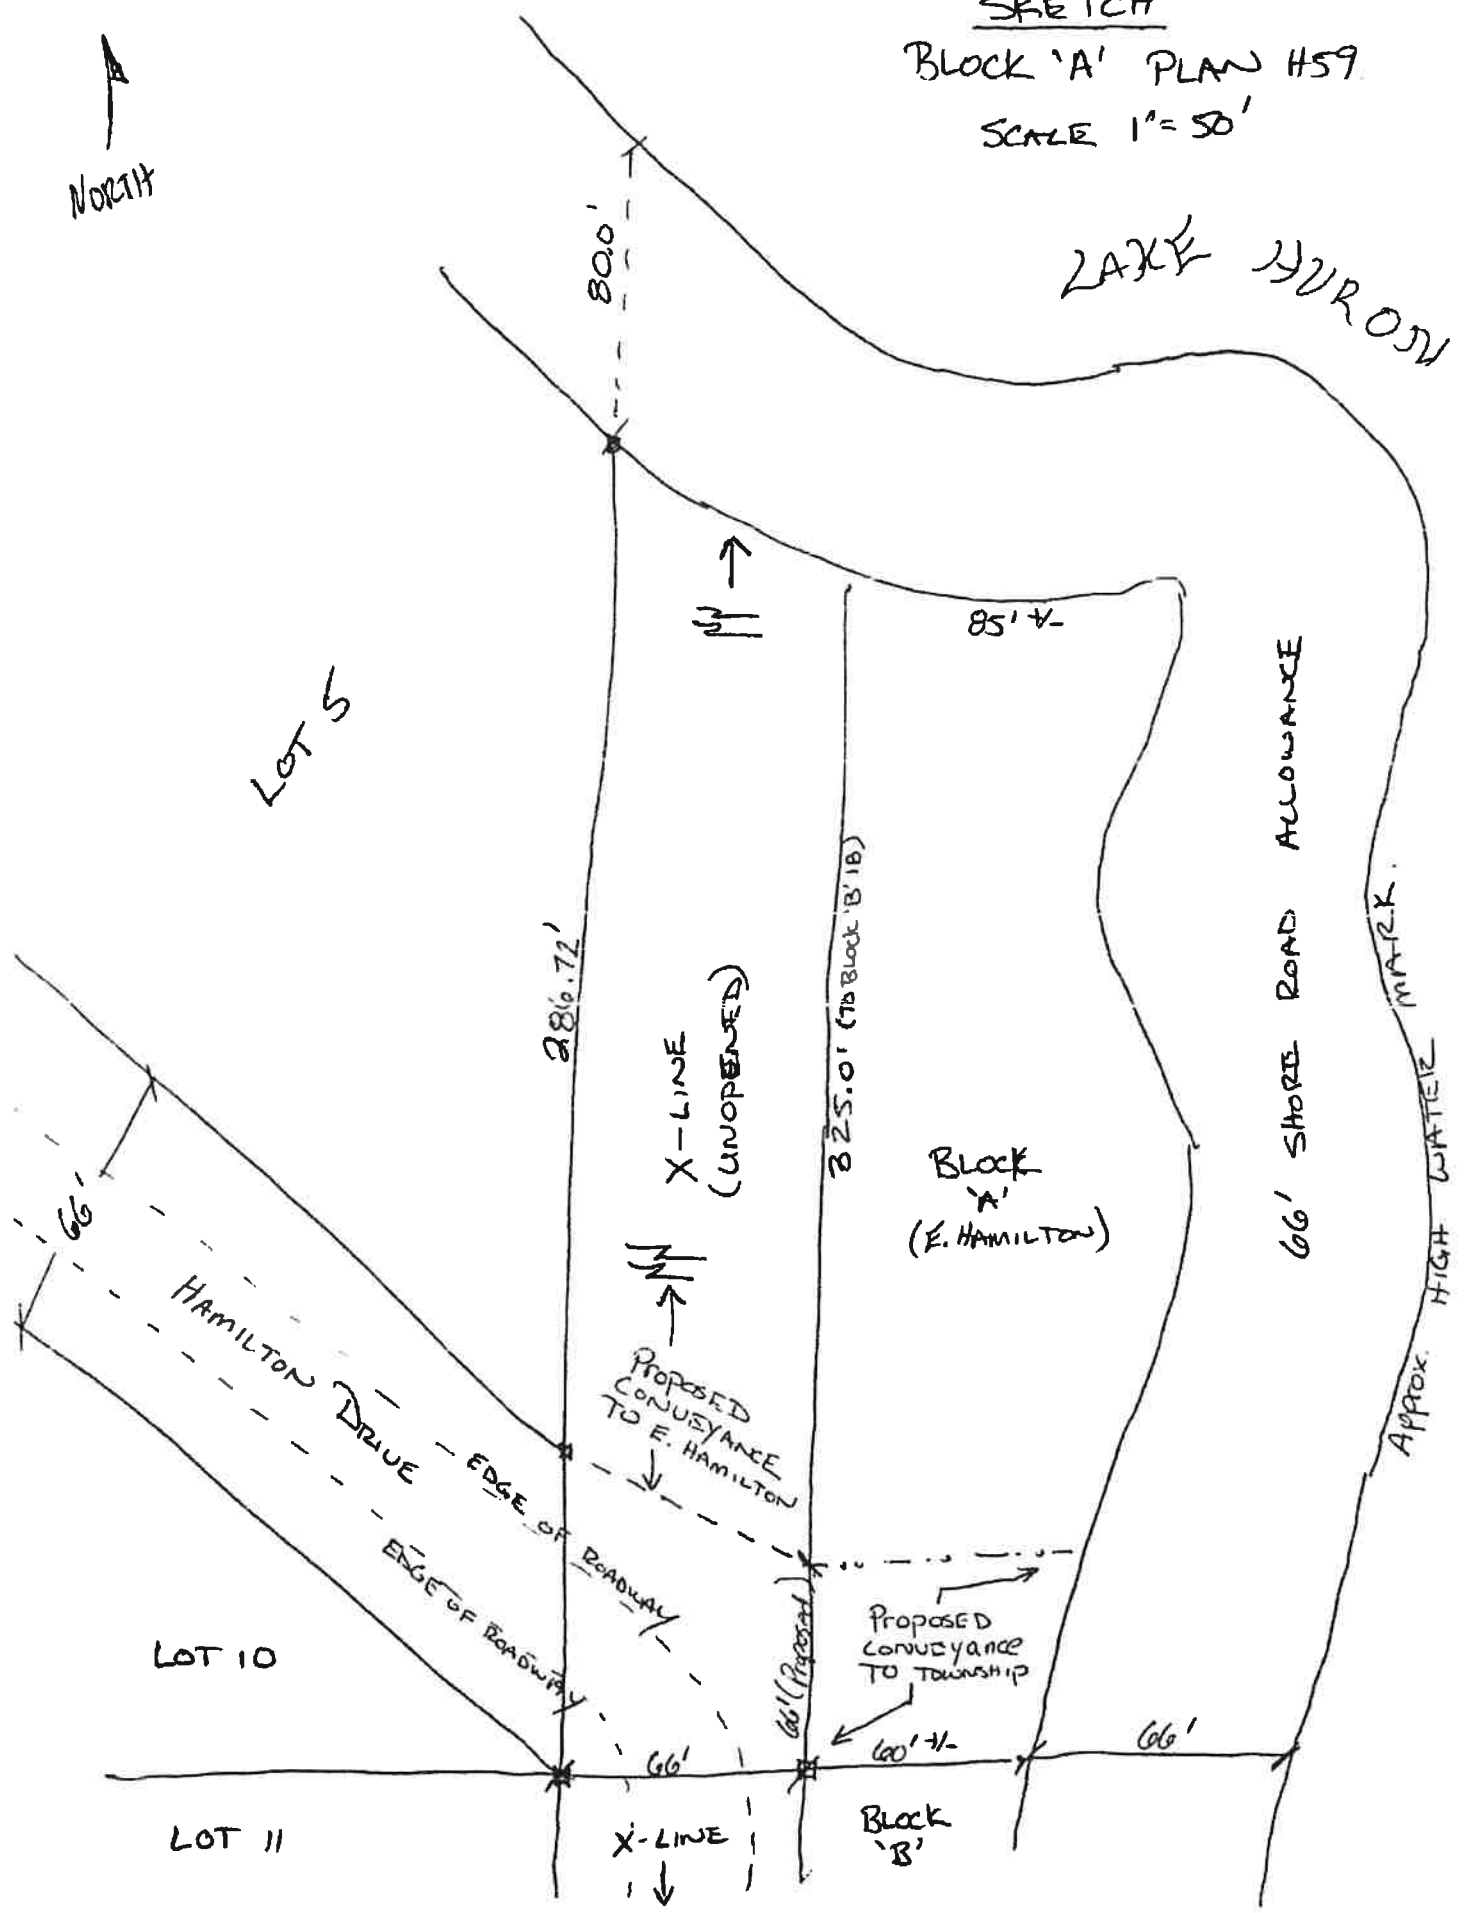 SKETCH
BLOCK 'A' PLAN H59
SCALE 1"= 50'
NORTH
LAKE HURON
80.0'
85' +/-
LOT 5
66' SHORE ROAD ALLOWANCE
APPROX. HIGH WATER MARK.
286.72'
325.0' (TO BLOCK 'B' IB)
X-LINE
(UNOPENED)
BLOCK
'A'
(E. HAMILTON)
66'
HAMILTON DRIVE
PROPOSED
CONVEYANCE
TO E. HAMILTON
EDGE OF ROADWAY
EDGE OF ROADWAY
66' (Proposed)
PROPOSED
CONVEYANCE
TO TOWNSHIP
LOT 10
66'
60' +/-
66'
LOT 11
X-LINE
BLOCK
'B'